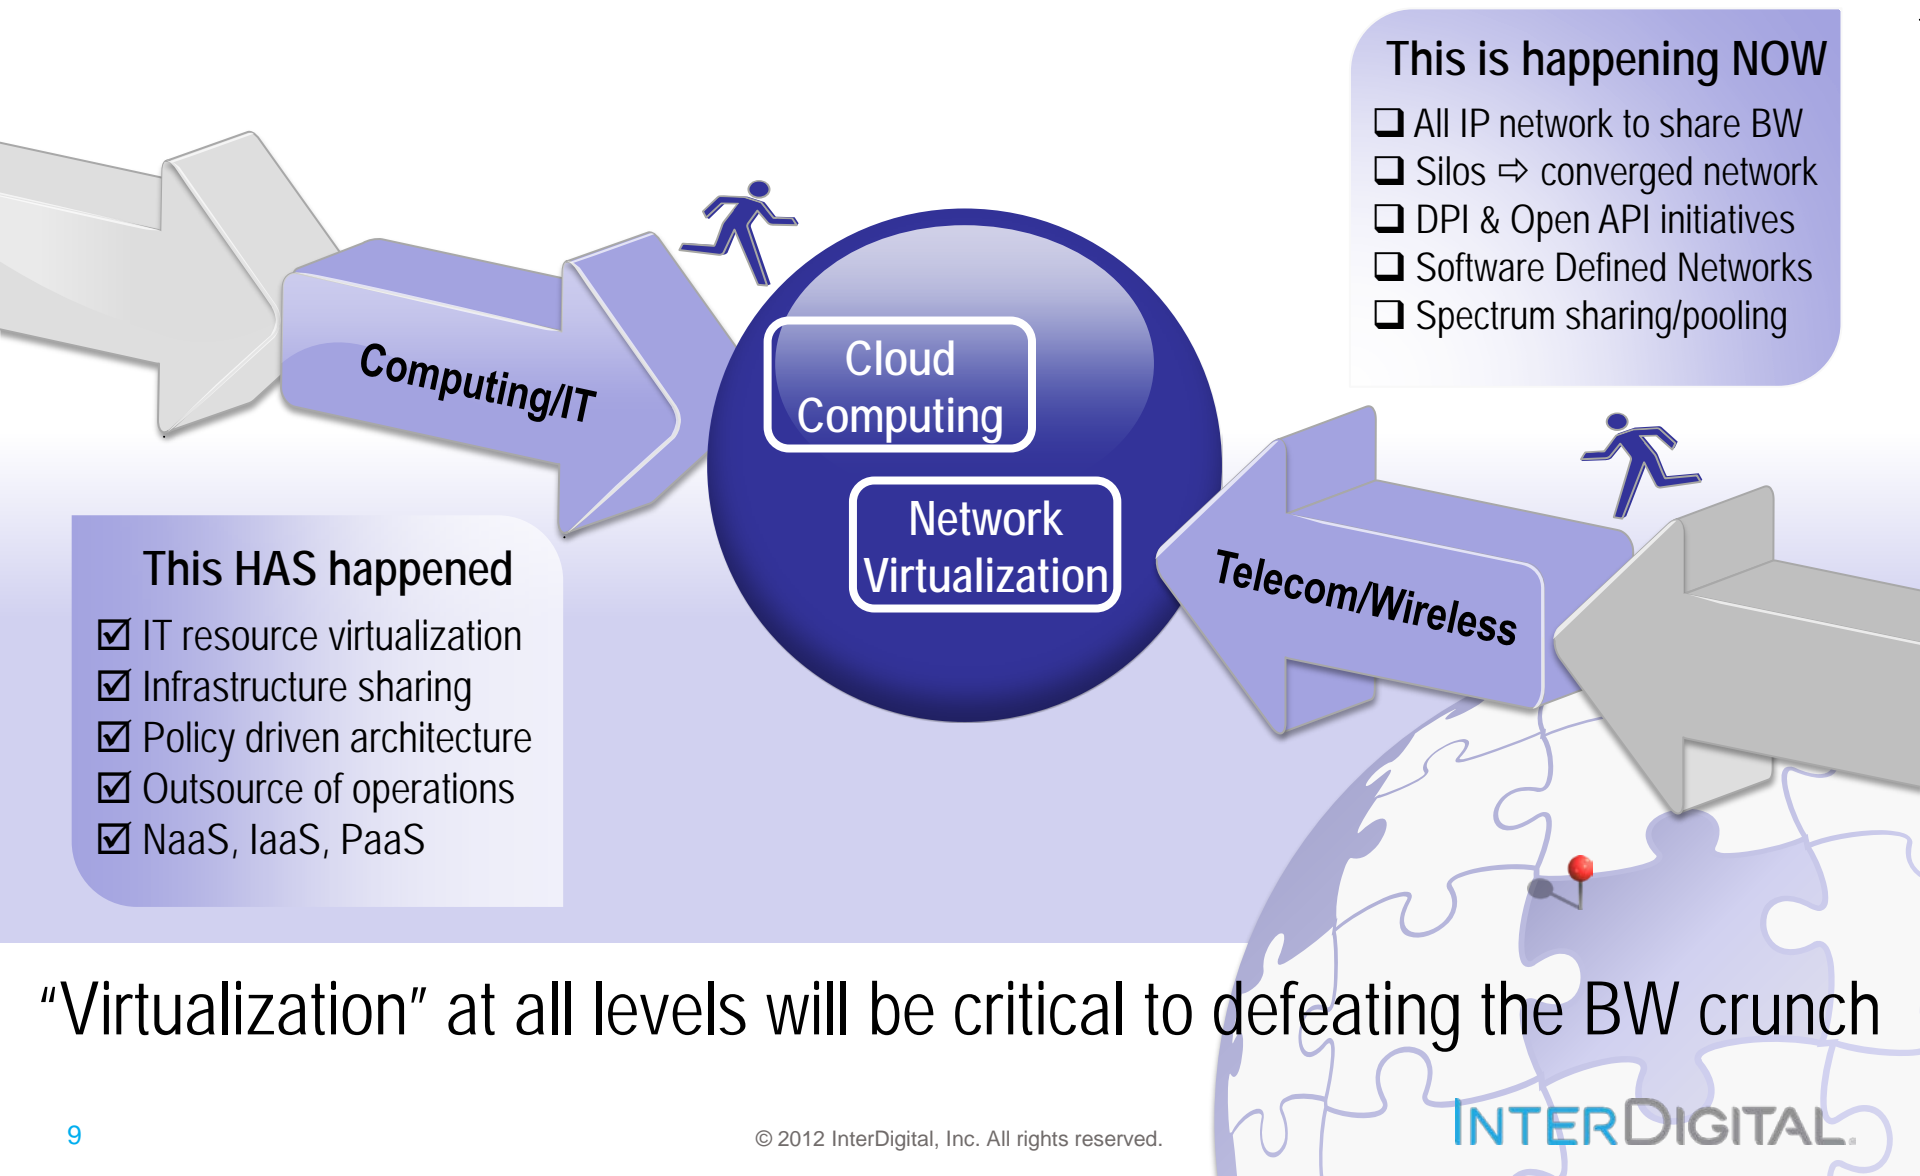 This is happening NOW
❑ All IP network to share BW
❑ Silos ⇨ converged network
❑ DPI & Open API initiatives
❑ Software Defined Networks
❑ Spectrum sharing/pooling
Computing/IT
Cloud
Computing
Network
Virtualization
Telecom/Wireless
This HAS happened
☑ IT resource virtualization
☑ Infrastructure sharing
☑ Policy driven architecture
☑ Outsource of operations
☑ NaaS, IaaS, PaaS
“Virtualization” at all levels will be critical to defeating the BW crunch
9
© 2012 InterDigital, Inc. All rights reserved.
INTERDIGITAL.